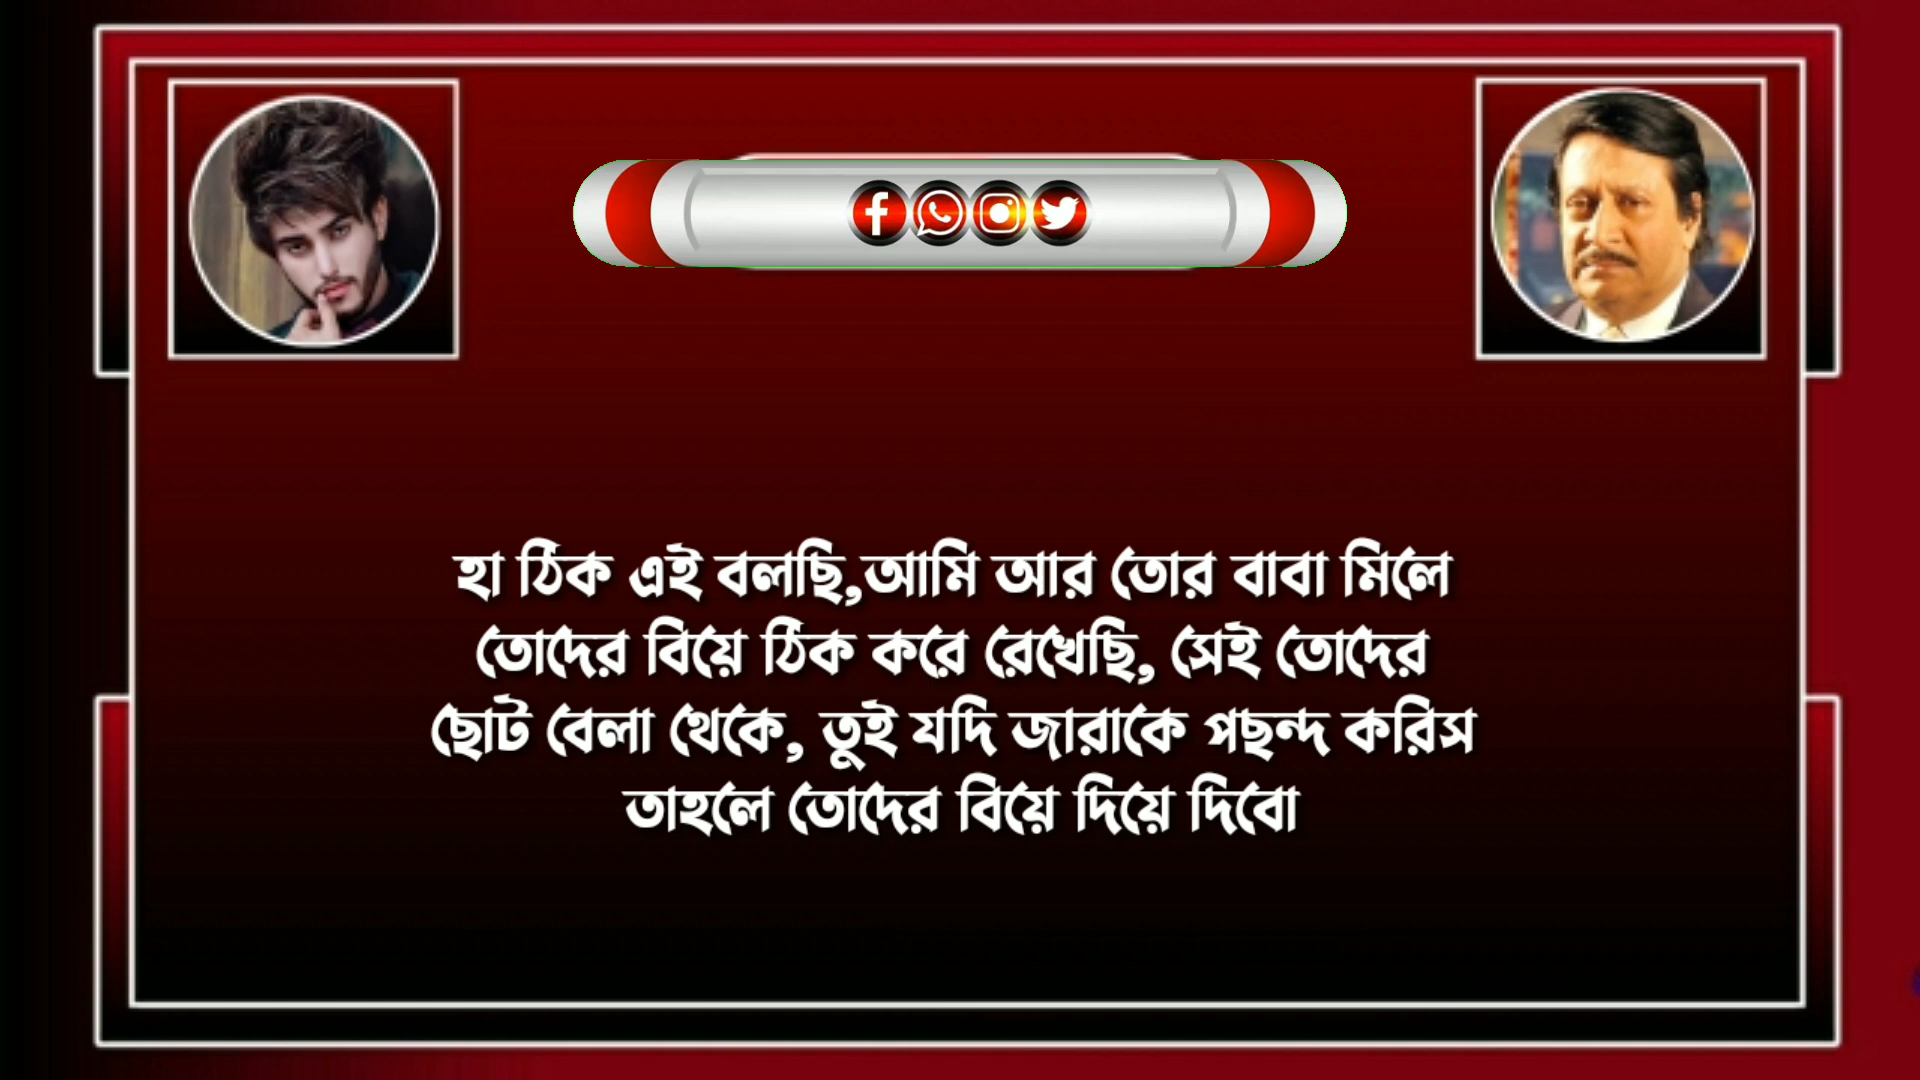 হা ঠিক এই বলছি,আমি আর তোর বাবা মিলে
তোদের বিয়ে ঠিক করে রেখেছি, সেই তোদের
ছোট বেলা থেকে, তুই যদি জারাকে পছন্দ করিস
তাহলে তোদের বিয়ে দিয়ে দিবো